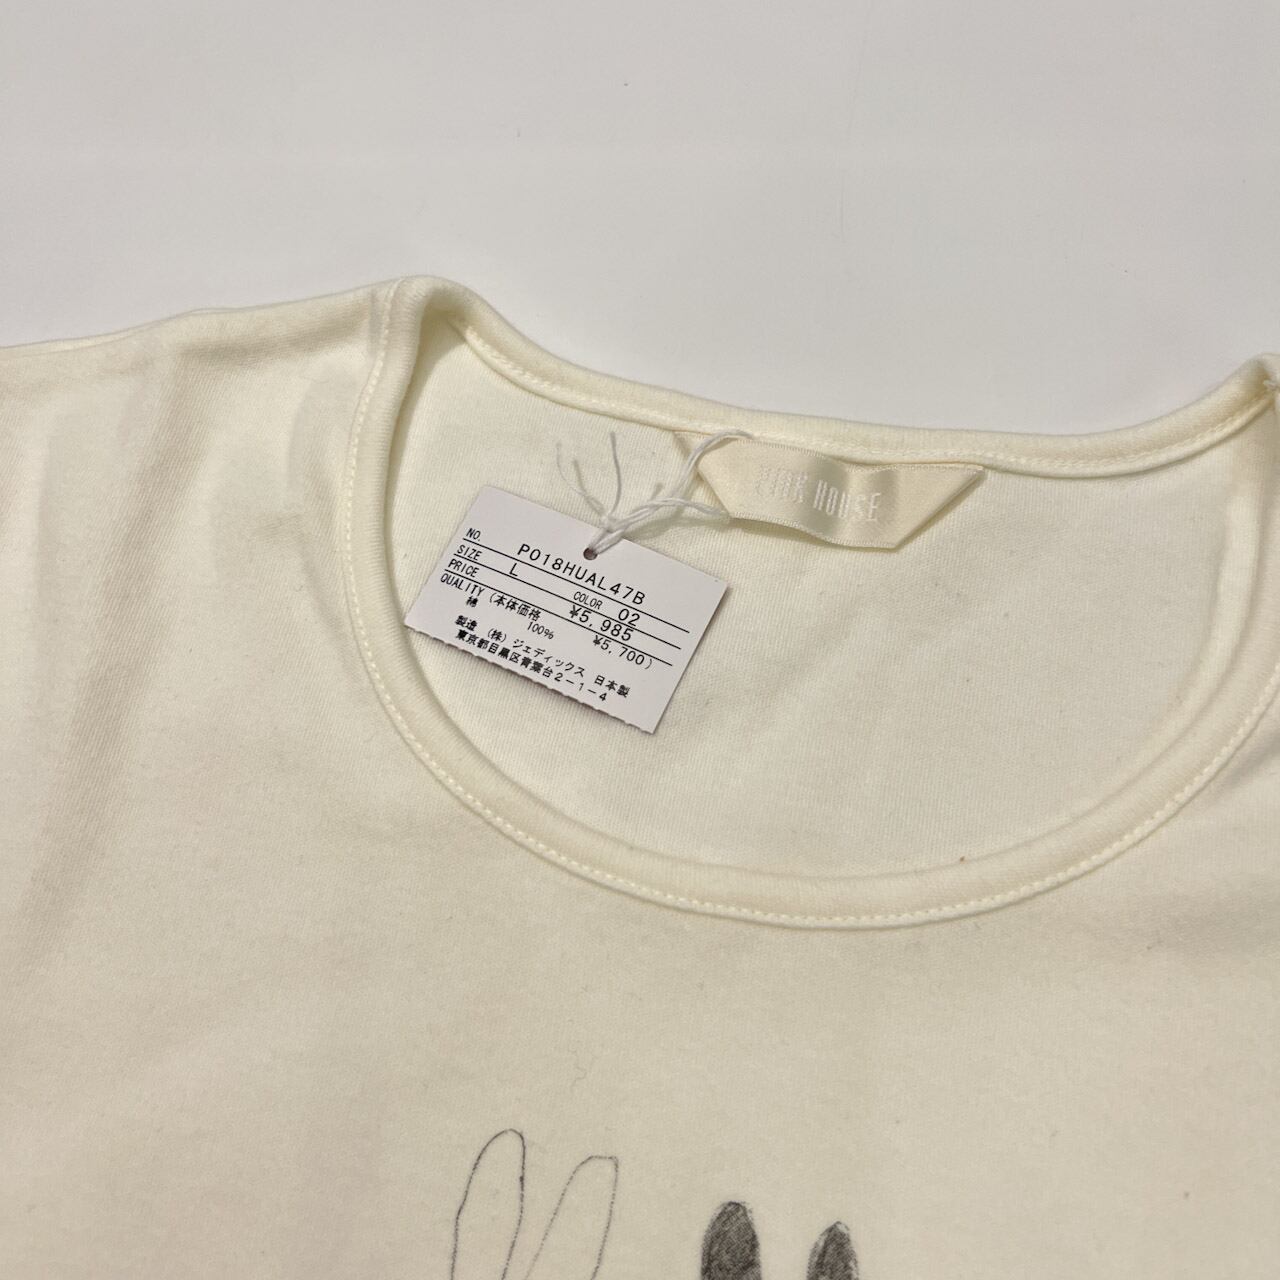 PINK HOUSE
NO. P018HUAL47B
SIZE L COLOR 02
PRICE ¥5,985
(本体価格 ¥5,700)
QUALITY
綿 100%
製造 (株)ジェディックス 日本製
東京都目黒区青葉台2-1-4